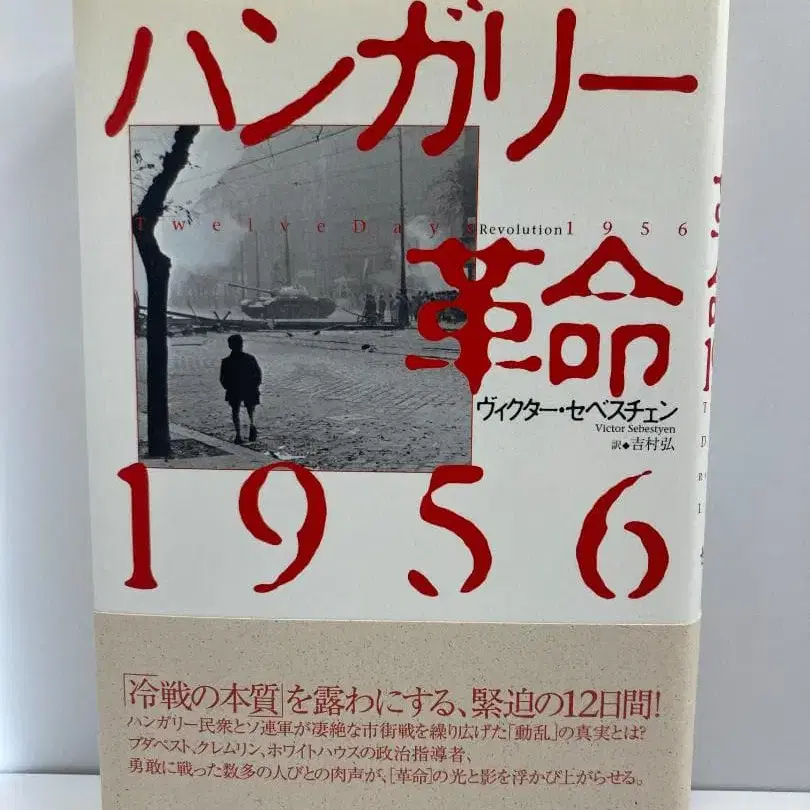 ハンガリー
Twelve Days Revolution 1956
革命
ヴィクター・セベスチェン
Victor Sebestyen
訳◆吉村弘
1956
「冷戦の本質」を露わにする、緊迫の12日間!
ハンガリー民衆とソ連軍が凄絶な市街戦を繰り広げた「動乱」の真実とは?
ブダペスト、クレムリン、ホワイトハウスの政治指導者、
勇敢に戦った数多の人びとの肉声が、[革命]の光と影を浮かび上がらせる。